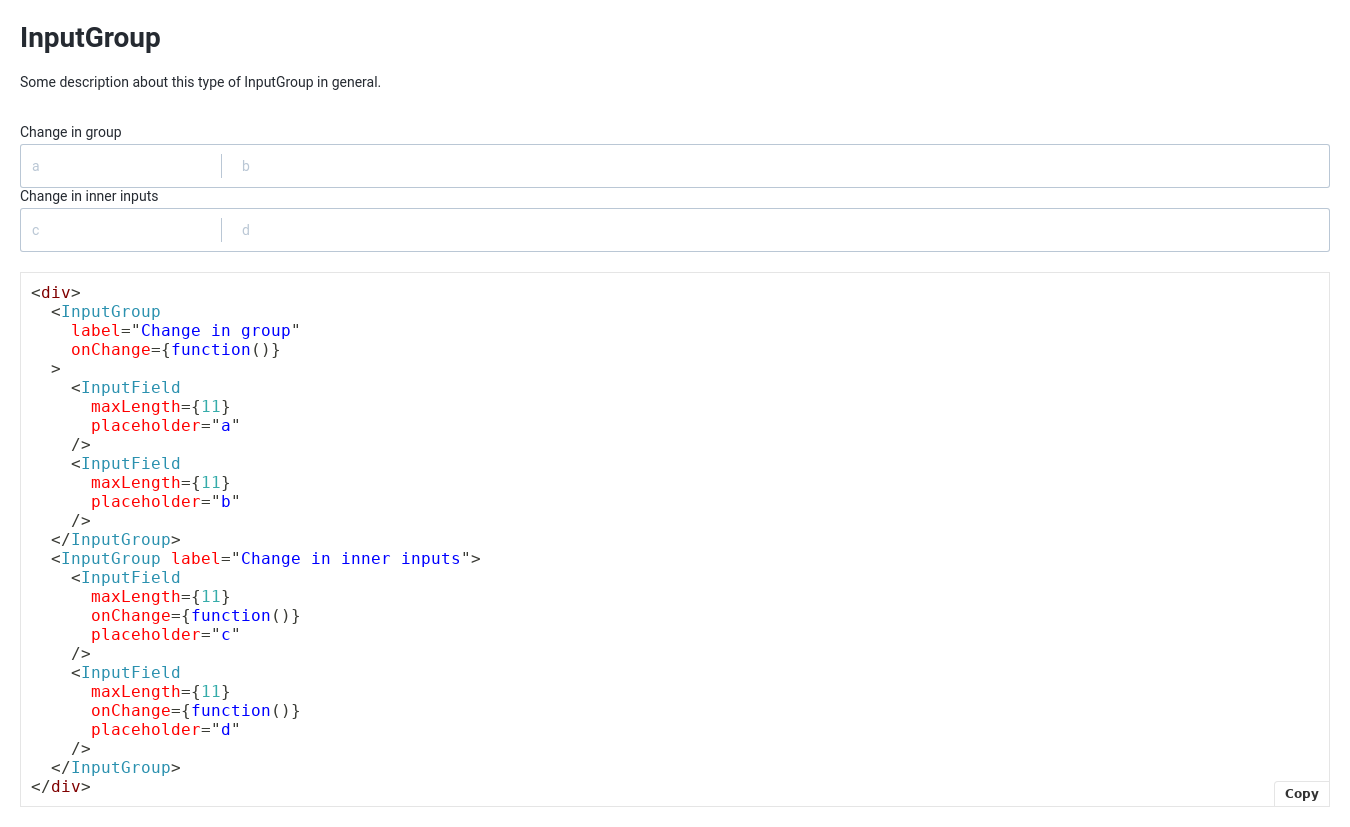 InputGroup
Some description about this type of InputGroup in general.
Change in group
a b
Change in inner inputs
c d
<div>
  <InputGroup
    label="Change in group"
    onChange={function()}
  >
    <InputField
      maxLength={11}
      placeholder="a"
    />
    <InputField
      maxLength={11}
      placeholder="b"
    />
  </InputGroup>
  <InputGroup label="Change in inner inputs">
    <InputField
      maxLength={11}
      onChange={function()}
      placeholder="c"
    />
    <InputField
      maxLength={11}
      onChange={function()}
      placeholder="d"
    />
  </InputGroup>
</div>
Copy